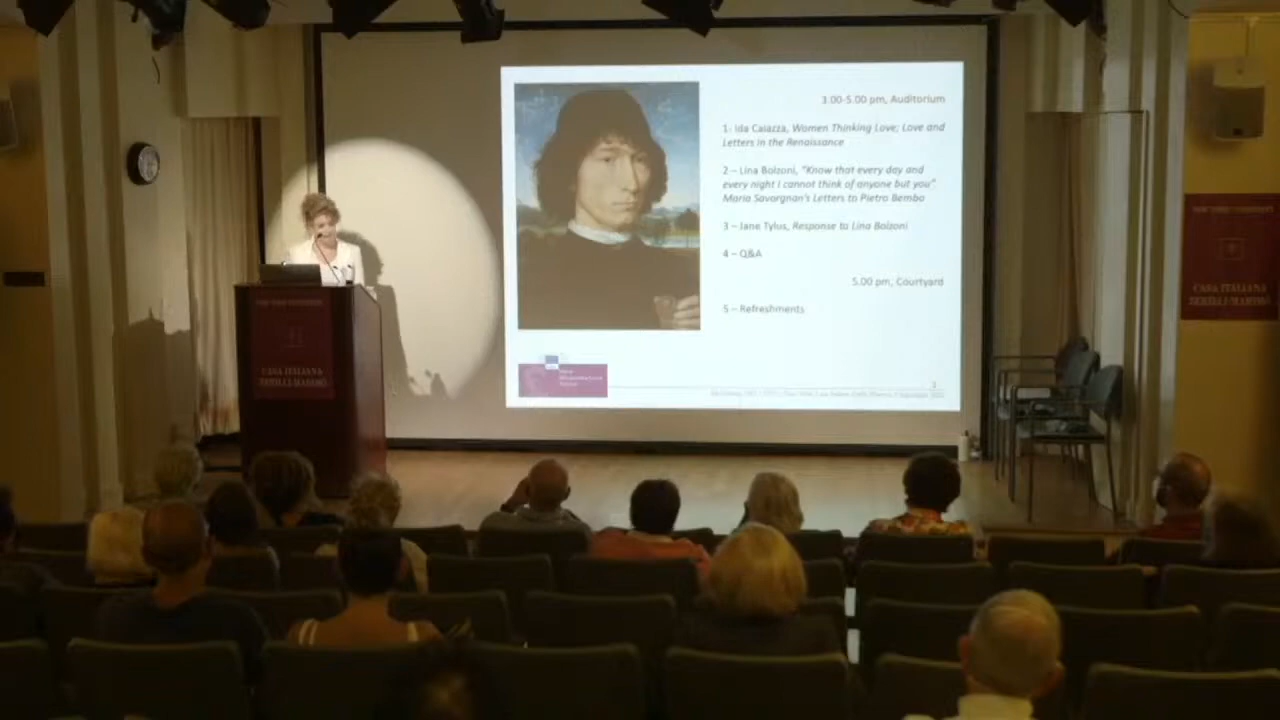 3.00-5.00 pm, Auditorium
1- Ida Caiazza, Women Thinking Love; Love and
Letters in the Renaissance
2 – Lina Bolzoni, "Know that every day and
every night I cannot think of anyone but you".
Maria Savorgnan's Letters to Pietro Bembo
3 – Jane Tylus, Response to Lina Bolzoni
4 – Q&A
5.00 pm, Courtyard
5 – Refreshments
NEW YORK UNIVERSITY
CASA ITALIANA
ZERILLI-MARIMÒ
NEW YORK UNIVERSITY
CASA ITALIANA
ZERILLI-MARIMÒ